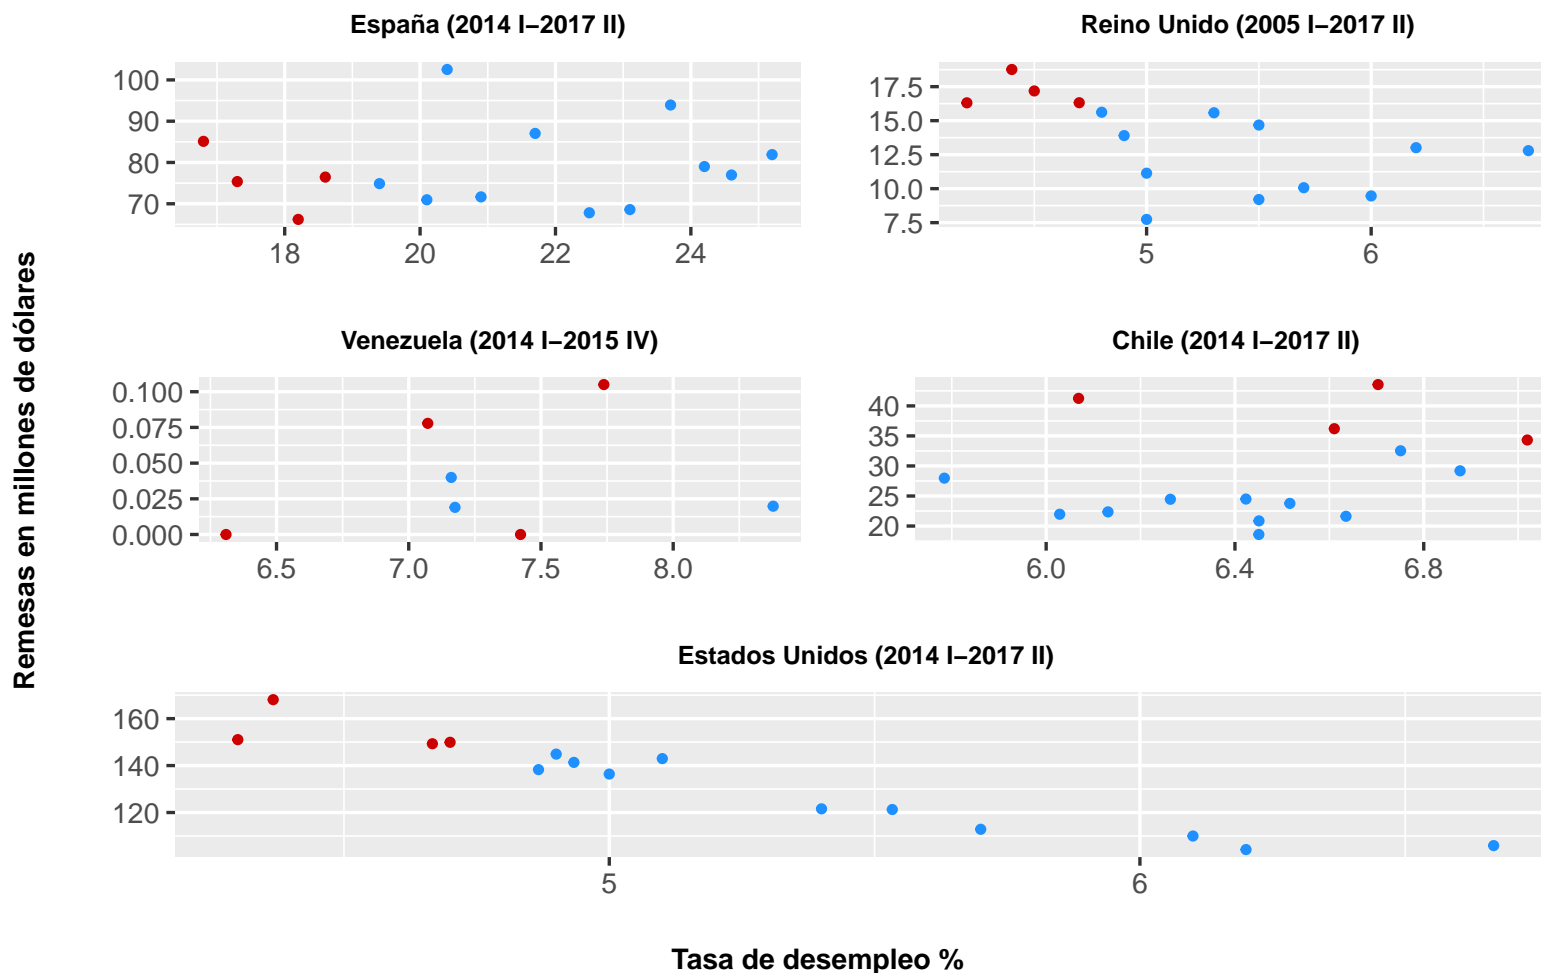 España (2014 I–2017 II)
100
90
80
70
18 20 22 24
Reino Unido (2005 I–2017 II)
17.5
15.0
12.5
10.0
7.5
5 6
Venezuela (2014 I–2015 IV)
0.100
0.075
0.050
0.025
0.000
6.5 7.0 7.5 8.0
Chile (2014 I–2017 II)
40
35
30
25
20
6.0 6.4 6.8
Estados Unidos (2014 I–2017 II)
160
140
120
5 6
Remesas en millones de dólares
Tasa de desempleo %